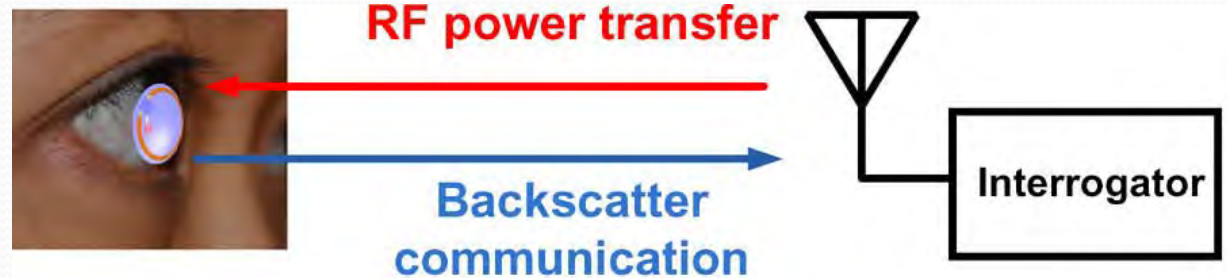 RF power transfer
Backscatter
communication
Interrogator